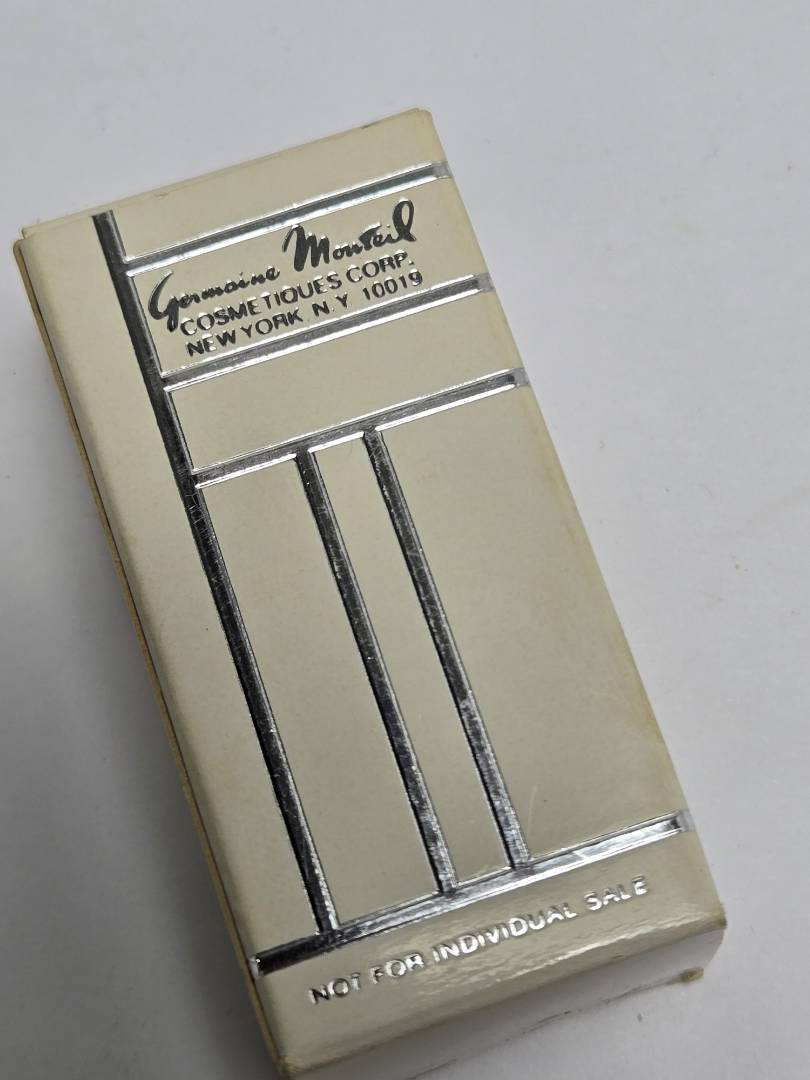 Germaine Monteil
COSMETIQUES CORP.
NEW YORK N.Y 10019
NOT FOR INDIVIDUAL SALE